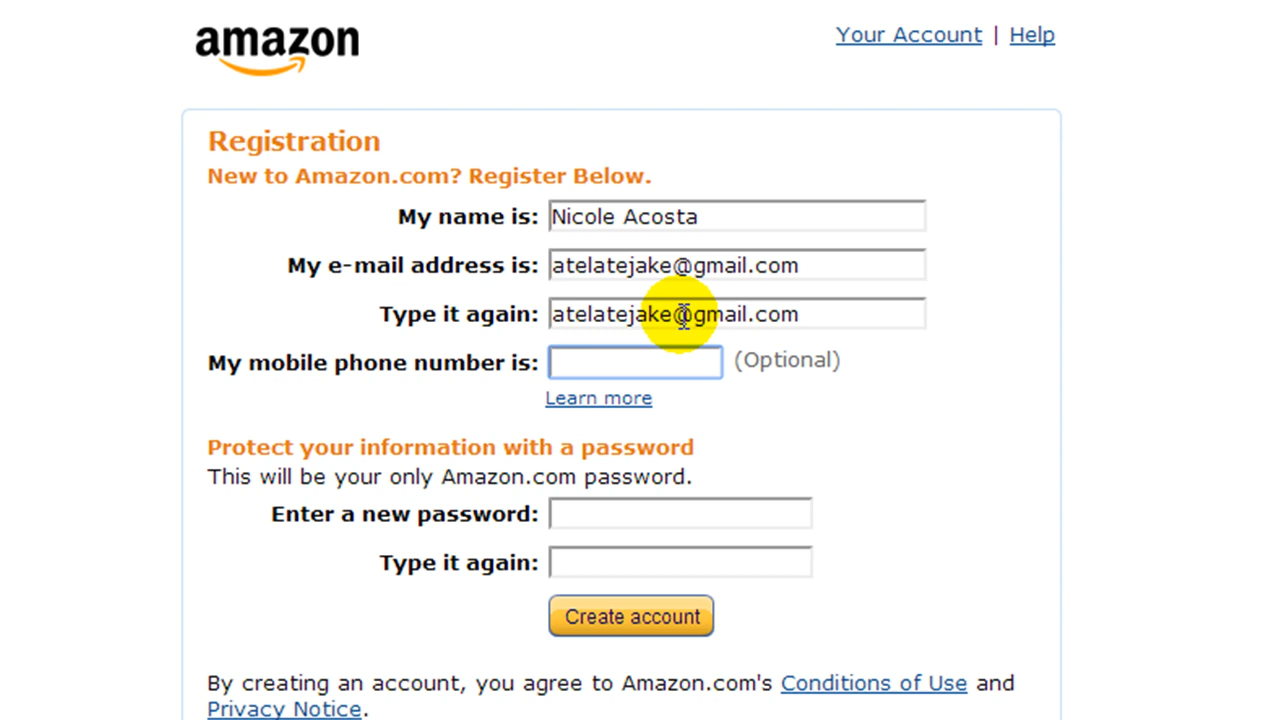 amazon
Your Account | Help
Registration
New to Amazon.com? Register Below.
My name is: Nicole Acosta
My e-mail address is: atelatejake@gmail.com
Type it again: atelatejake@gmail.com
My mobile phone number is: (Optional)
Learn more
Protect your information with a password
This will be your only Amazon.com password.
Enter a new password:
Type it again:
Create account
By creating an account, you agree to Amazon.com's Conditions of Use and
Privacy Notice.